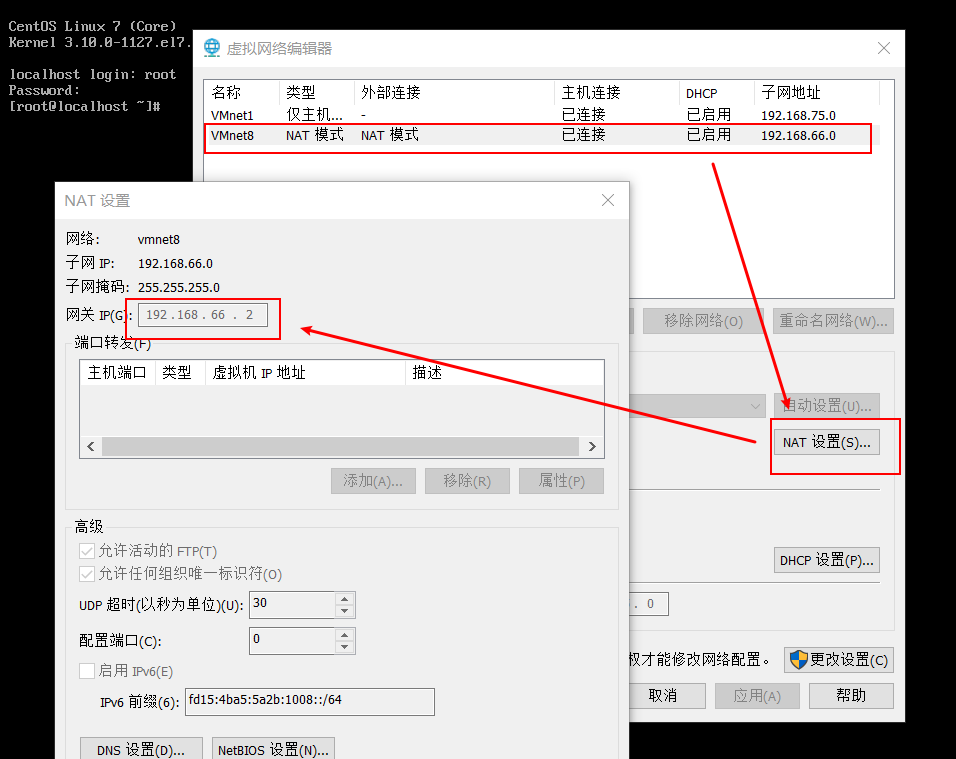 CentOS Linux 7 (Core)
Kernel 3.10.0-1127.el7.
localhost login: root
Password:
[root@localhost ~]#
虚拟网络编辑器
名称 类型 外部连接 主机连接 DHCP 子网地址
VMnet1 仅主机... - 已连接 已启用 192.168.75.0
VMnet8 NAT 模式 NAT 模式 已连接 已启用 192.168.66.0
移除网络(O) 重命名网络(W)...
自动设置(U)...
NAT 设置(S)...
DHCP 设置(P)...
. 0
权才能修改网络配置。 更改设置(C)
取消 应用(A) 帮助
NAT 设置
网络: vmnet8
子网 IP: 192.168.66.0
子网掩码: 255.255.255.0
网关 IP(G): 192 . 168 . 66 . 2
端口转发(F)
主机端口 类型 虚拟机 IP 地址 描述
添加(A)... 移除(R) 属性(P)
高级
允许活动的 FTP(T)
允许任何组织唯一标识符(O)
UDP 超时(以秒为单位)(U): 30
配置端口(C): 0
启用 IPv6(E)
IPv6 前缀(6): fd15:4ba5:5a2b:1008::/64
DNS 设置(D)... NetBIOS 设置(N)...